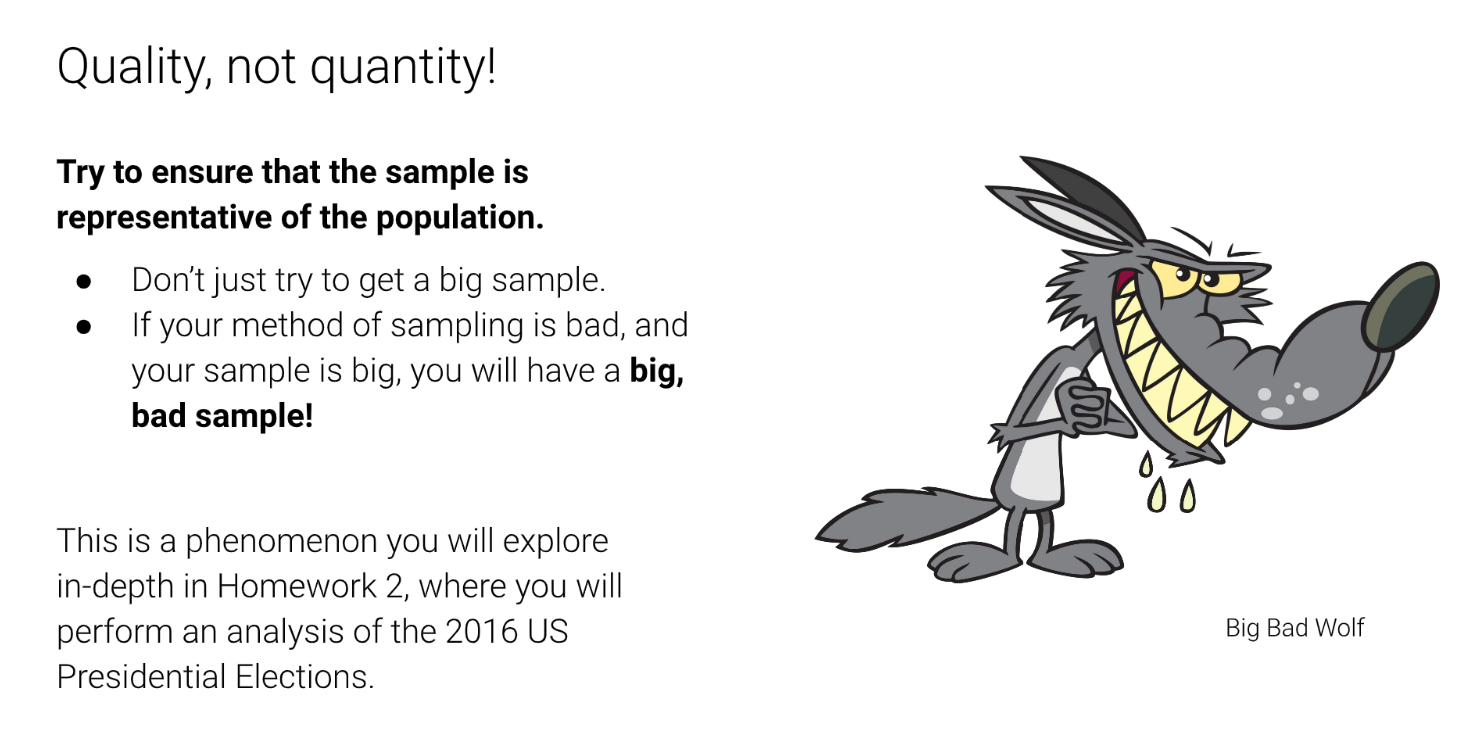 Quality, not quantity!
Try to ensure that the sample is
representative of the population.
● Don’t just try to get a big sample.
● If your method of sampling is bad, and
your sample is big, you will have a big,
bad sample!
This is a phenomenon you will explore
in-depth in Homework 2, where you will
perform an analysis of the 2016 US
Presidential Elections.
Big Bad Wolf